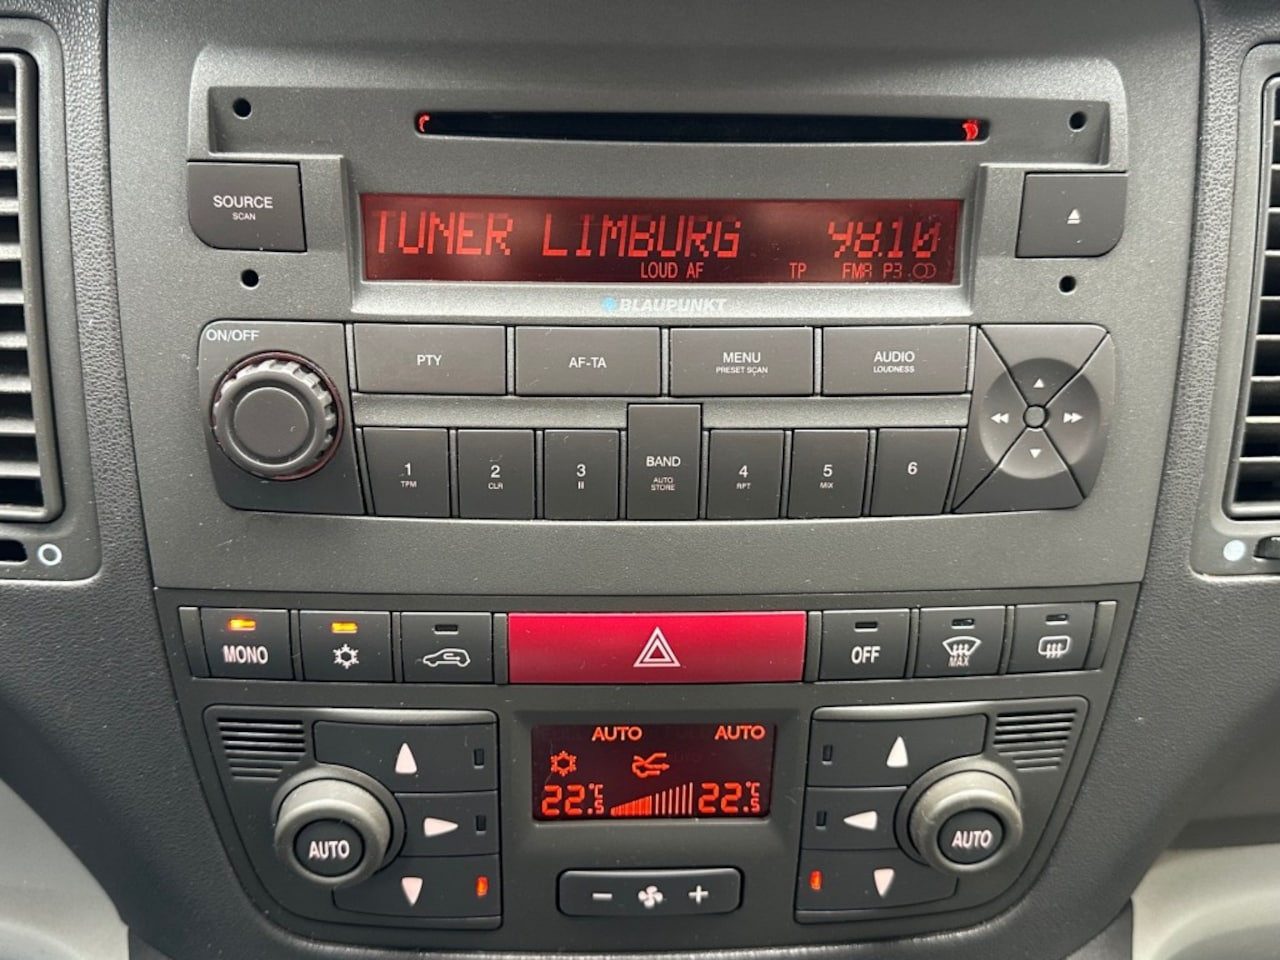 SOURCE
SCAN
TUNER LIMBURG 98.10
LOUD AF TP FMA P3
BLAUPUNKT
ON/OFF
PTY
AF-TA
MENU
PRESET SCAN
AUDIO
LOUDNESS
1
TPM
2
CLR
3
BAND
AUTO
STORE
4
RPT
5
MIX
6
MONO
OFF
MAX
AUTO AUTO
22.5°C 22.5°C
AUTO
AUTO
− +